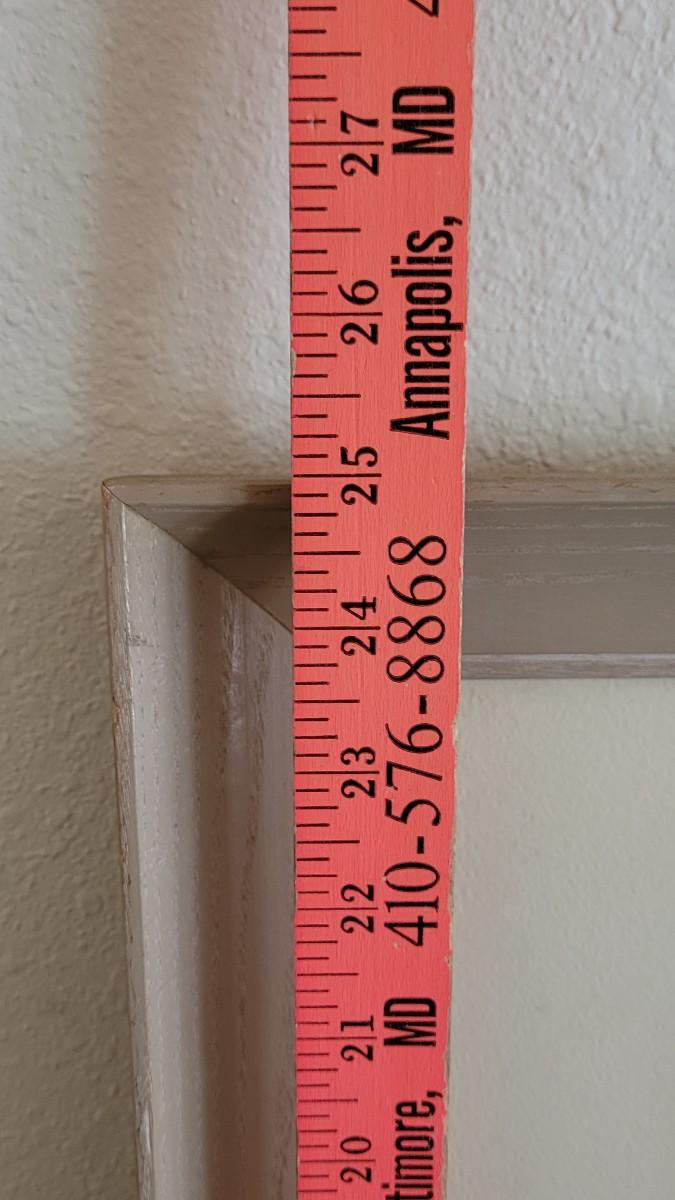 20 21 22 23 24 25 26 27
timore, MD 410-576-8868 Annapolis, MD